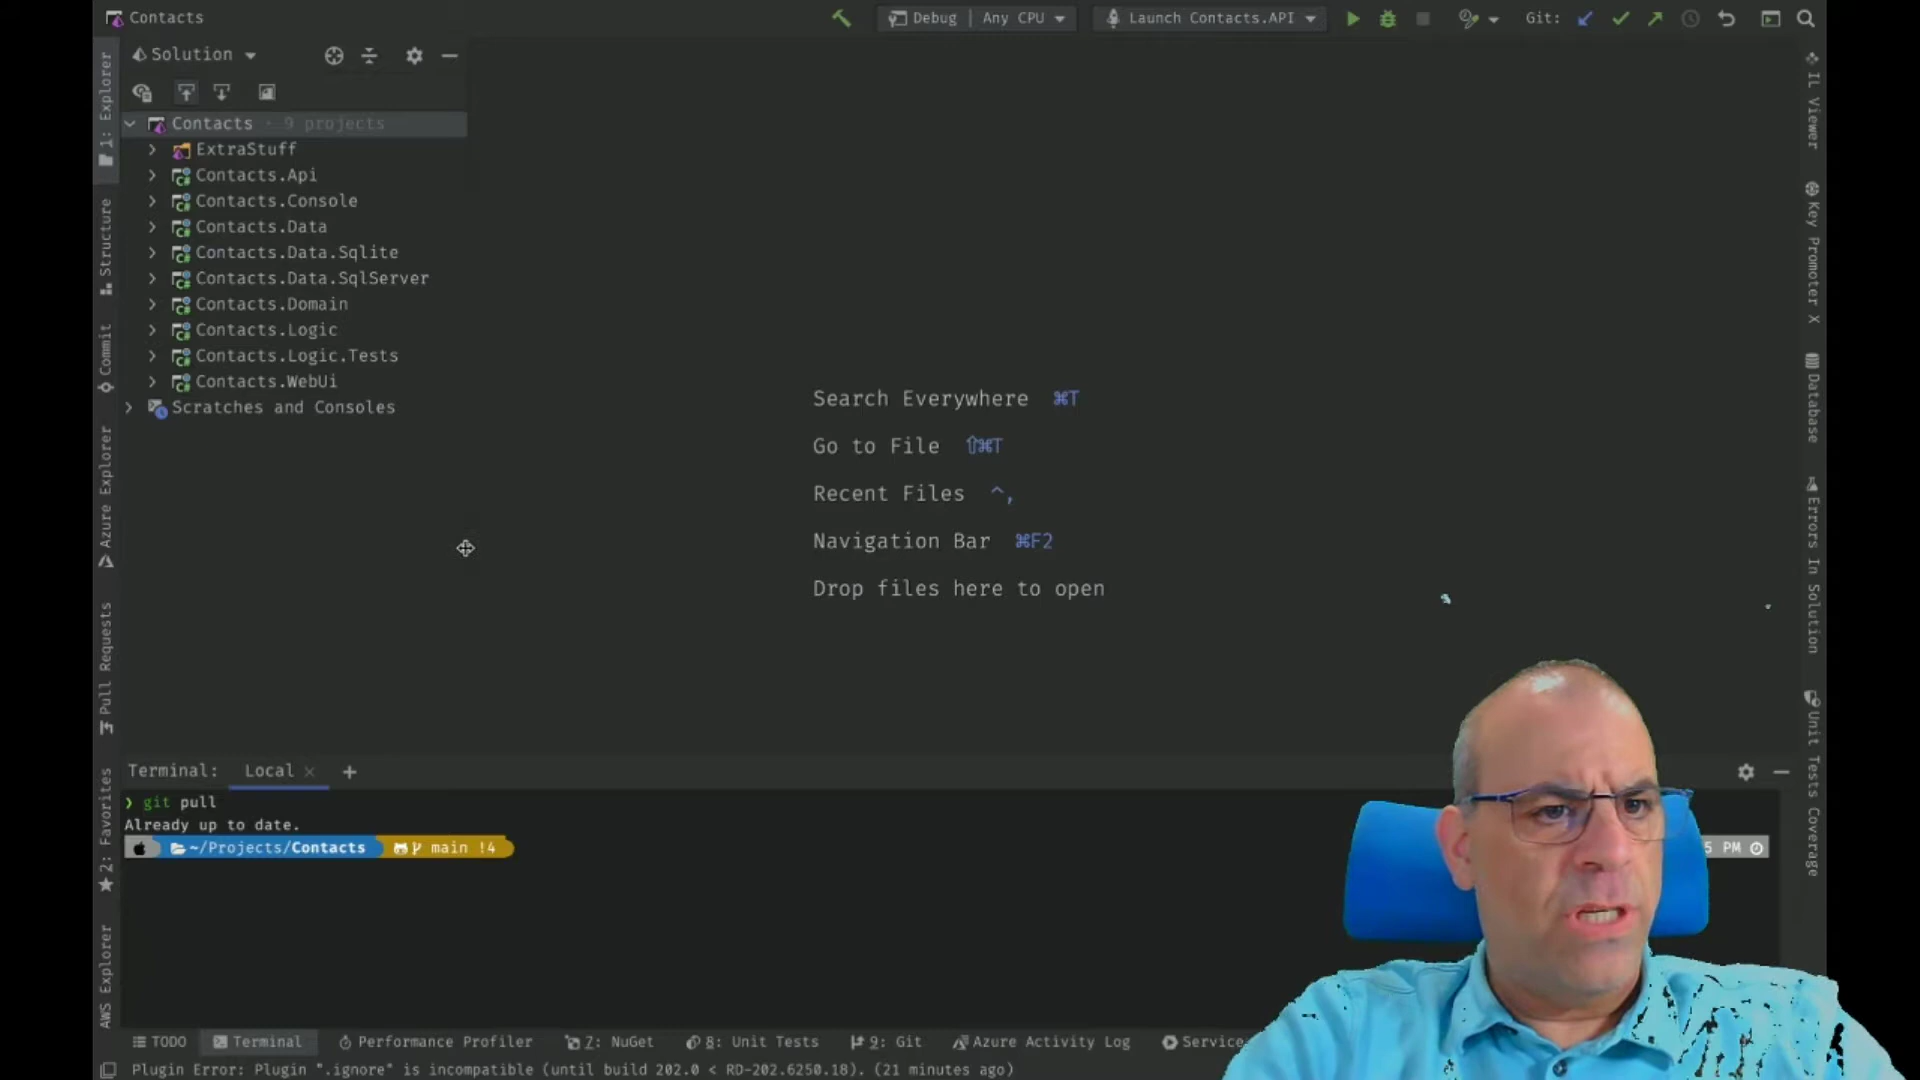 Contacts
Debug | Any CPU
Launch Contacts.API
Git:
Solution
Contacts · 9 projects
ExtraStuff
Contacts.Api
Contacts.Console
Contacts.Data
Contacts.Data.Sqlite
Contacts.Data.SqlServer
Contacts.Domain
Contacts.Logic
Contacts.Logic.Tests
Contacts.WebUi
Scratches and Consoles
1: Explorer
Structure
Commit
Azure Explorer
Pull Requests
2: Favorites
AWS Explorer
Search Everywhere ⌘T
Go to File ⇧⌘T
Recent Files ^,
Navigation Bar ⌘F2
Drop files here to open
IL Viewer
Key Promoter X
Database
Errors In Solution
Unit Tests Coverage
Terminal: Local × +
❯ git pull
Already up to date.
~/Projects/Contacts main !4
5 PM
TODO
Terminal
Performance Profiler
7: NuGet
8: Unit Tests
9: Git
Azure Activity Log
Service
Plugin Error: Plugin ".ignore" is incompatible (until build 202.0 < RD-202.6250.18). (21 minutes ago)